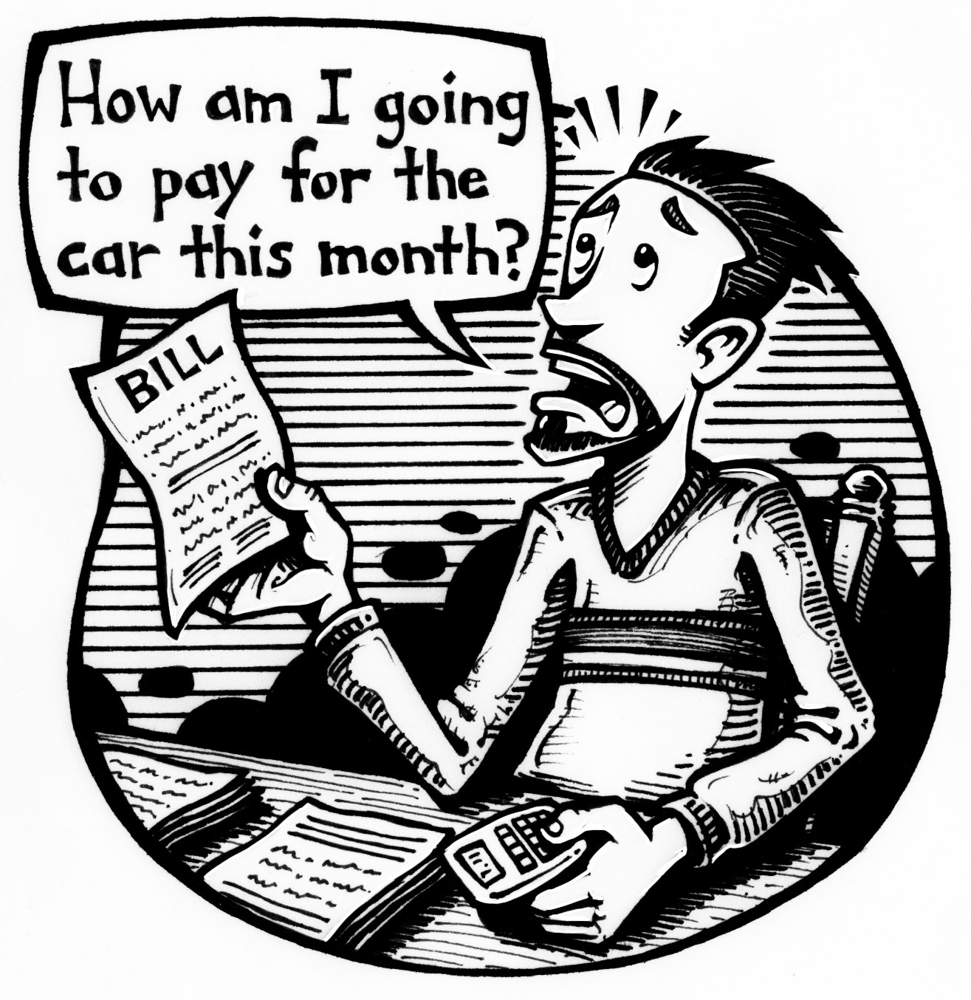 How am I going
to pay for the
car this month?
BILL